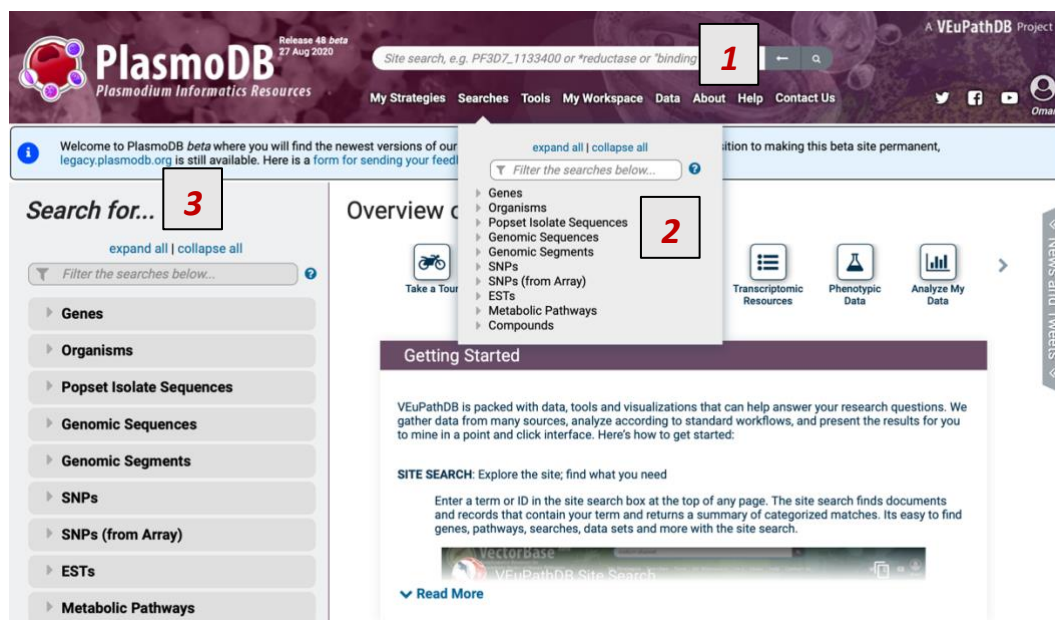 Release 48 beta
27 Aug 2020
A VEuPathDB Project
PlasmoDB
Plasmodium Informatics Resources
Site search, e.g. PF3D7_1133400 or *reductase or "binding
1
My Strategies Searches Tools My Workspace Data About Help Contact Us
Omar
Welcome to PlasmoDB beta where you will find the newest versions of our
ition to making this beta site permanent,
legacy.plasmodb.org is still available. Here is a form for sending your feed
expand all | collapse all
Filter the searches below...
Genes
Organisms
Popset Isolate Sequences
Genomic Sequences
Genomic Segments
SNPs
SNPs (from Array)
ESTs
Metabolic Pathways
Compounds
2
Search for...
3
expand all | collapse all
Filter the searches below...
Genes
Organisms
Popset Isolate Sequences
Genomic Sequences
Genomic Segments
SNPs
SNPs (from Array)
ESTs
Metabolic Pathways
Overview
Take a Tour
Transcriptomic
Resources
Phenotypic
Data
Analyze My
Data
News and Tweets
Getting Started
VEuPathDB is packed with data, tools and visualizations that can help answer your research questions. We
gather data from many sources, analyze according to standard workflows, and present the results for you
to mine in a point and click interface. Here's how to get started:
SITE SEARCH: Explore the site; find what you need
Enter a term or ID in the site search box at the top of any page. The site search finds documents
and records that contain your term and returns a summary of categorized matches. Its easy to find
genes, pathways, searches, data sets and more with the site search.
VectorBase
VEuPathDB Site Search
Read More